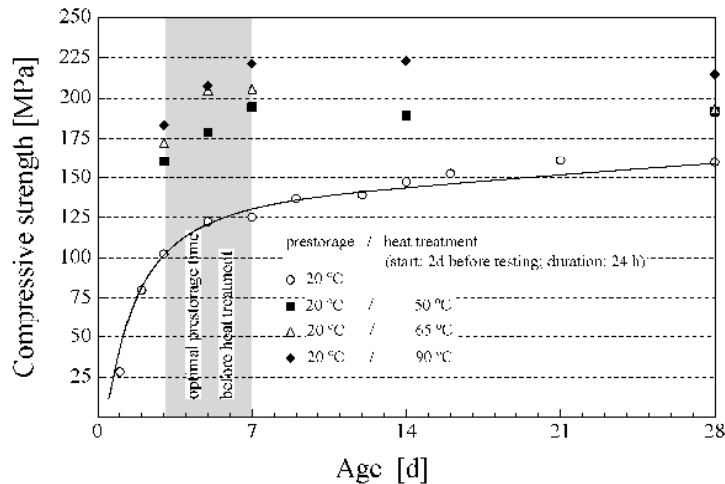 Compressive strength [MPa]
250
225
200
175
150
125
100
75
50
25
optimal prestorage time
before heat treatment
prestorage / heat treatment
(start: 2d before testing; duration: 24 h)
20 °C
20 °C / 50 °C
20 °C / 65 °C
20 °C / 90 °C
0 7 14 21 28
Age [d]